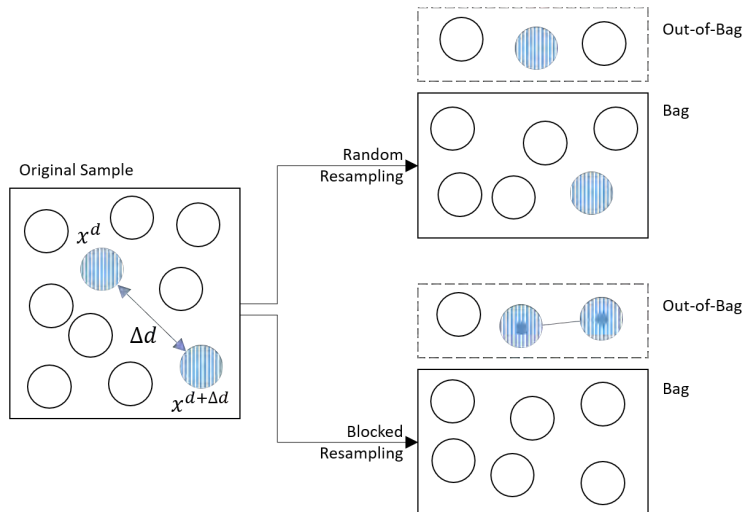 Out-of-Bag
Bag
Random
Resampling
Original Sample
x^d
Δd
x^{d+Δd}
Out-of-Bag
Bag
Blocked
Resampling